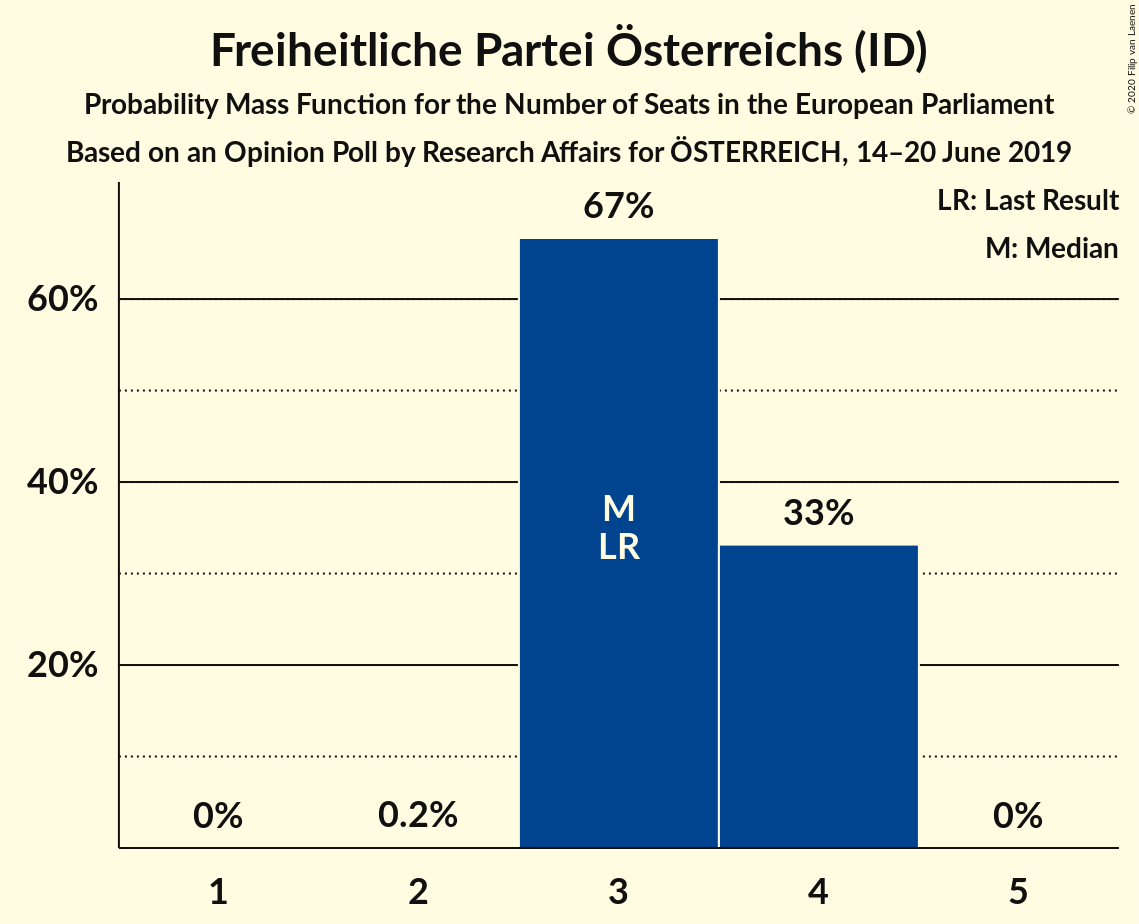 Freiheitliche Partei Österreichs (ID)
Probability Mass Function for the Number of Seats in the European Parliament
Based on an Opinion Poll by Research Affairs for ÖSTERREICH, 14–20 June 2019
© 2020 Filip van Laenen
LR: Last Result
M: Median
67%
60%
40%
M
LR
33%
20%
0%
0.2%
0%
1
2
3
4
5